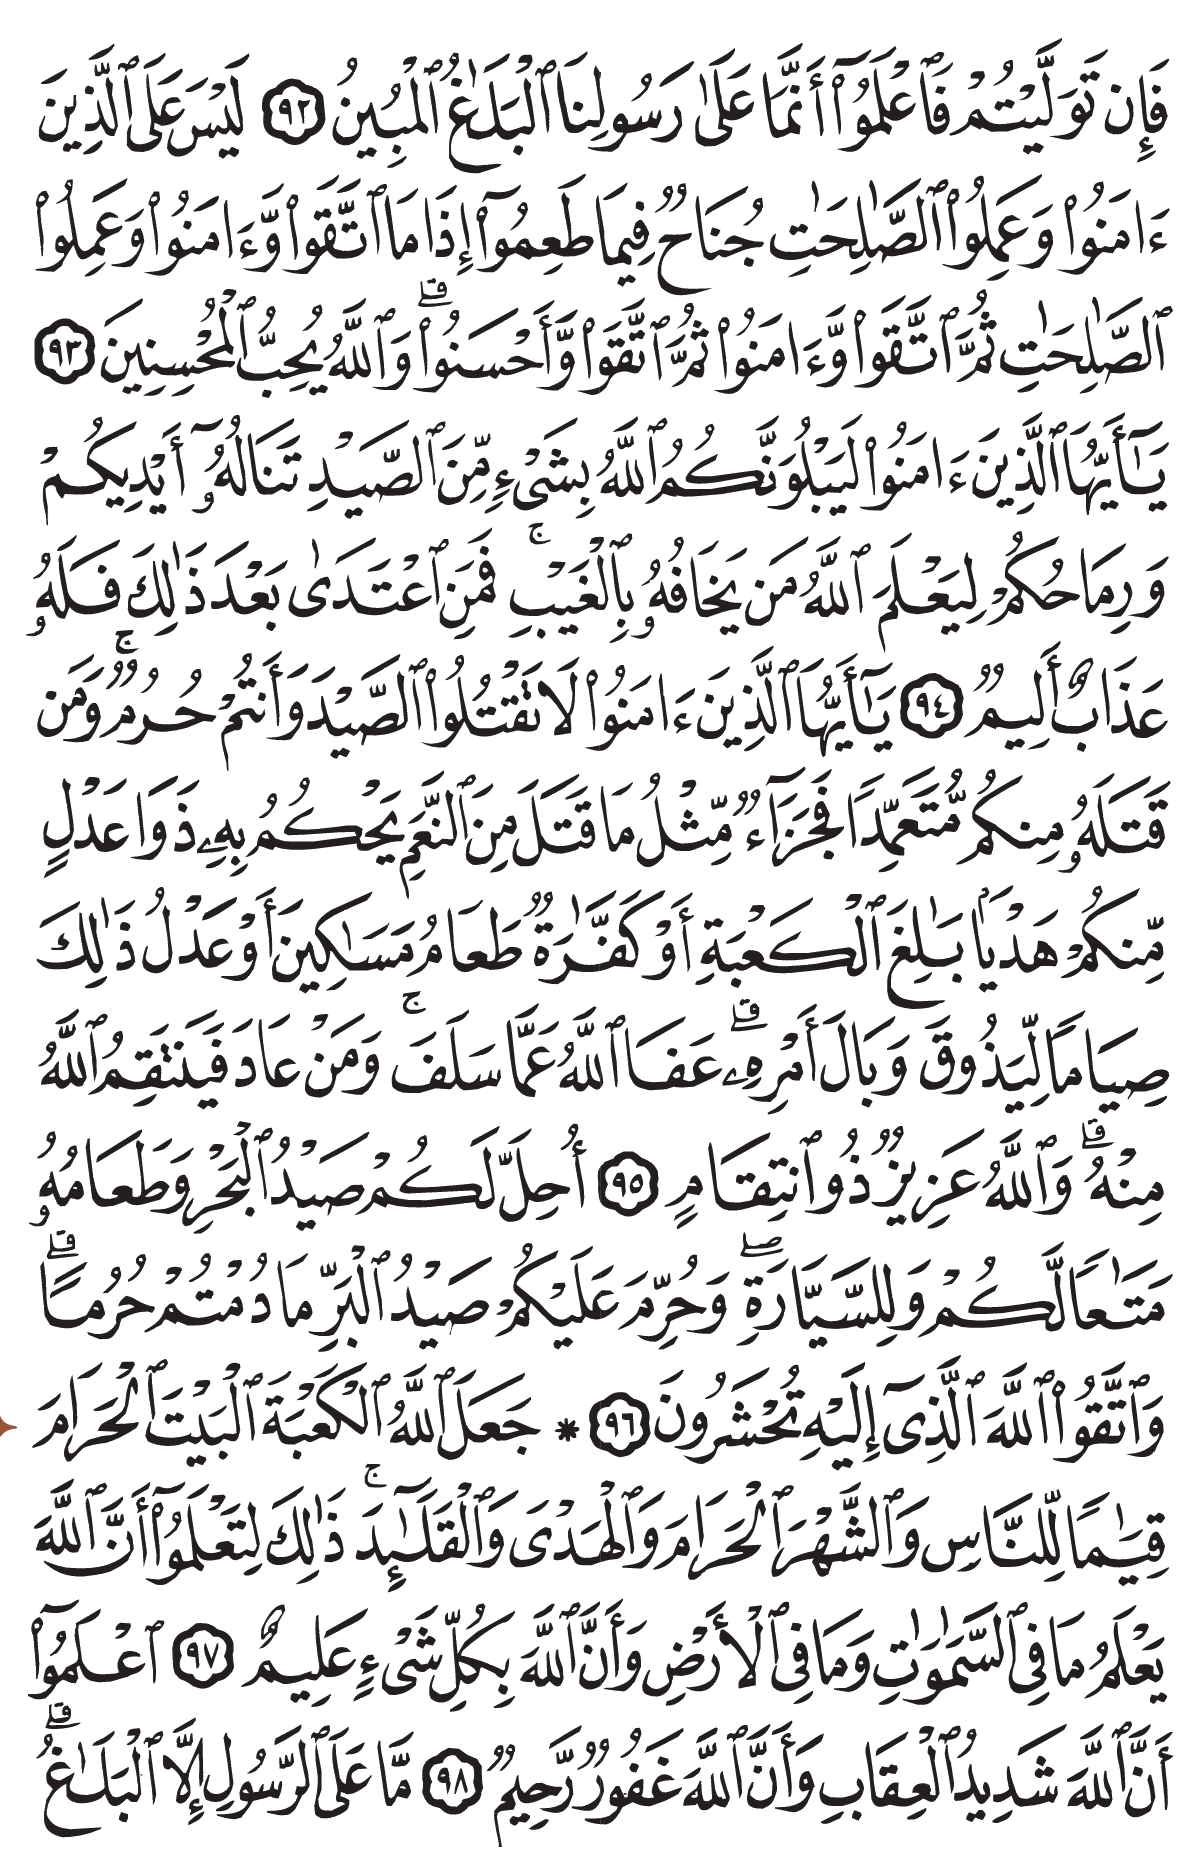 فَإِن تَوَلَّيْتُمْ فَٱعْلَمُوٓا۟ أَنَّمَا عَلَىٰ رَسُولِنَا ٱلْبَلَـٰغُ ٱلْمُبِينُ ٩٢ لَيْسَ عَلَى ٱلَّذِينَ
ءَامَنُوا۟ وَعَمِلُوا۟ ٱلصَّـٰلِحَـٰتِ جُنَاحٌ فِيمَا طَعِمُوٓا۟ إِذَا مَا ٱتَّقَوا۟ وَّءَامَنُوا۟ وَعَمِلُوا۟
ٱلصَّـٰلِحَـٰتِ ثُمَّ ٱتَّقَوا۟ وَّءَامَنُوا۟ ثُمَّ ٱتَّقَوا۟ وَّأَحْسَنُوا۟ ۗ وَٱللَّهُ يُحِبُّ ٱلْمُحْسِنِينَ ٩٣
يَـٰٓأَيُّهَا ٱلَّذِينَ ءَامَنُوا۟ لَيَبْلُوَنَّكُمُ ٱللَّهُ بِشَىْءٍ مِّنَ ٱلصَّيْدِ تَنَالُهُۥٓ أَيْدِيكُمْ
وَرِمَاحُكُمْ لِيَعْلَمَ ٱللَّهُ مَن يَخَافُهُۥ بِٱلْغَيْبِ ۚ فَمَنِ ٱعْتَدَىٰ بَعْدَ ذَٰلِكَ فَلَهُۥ
عَذَابٌ أَلِيمٌ ٩٤ يَـٰٓأَيُّهَا ٱلَّذِينَ ءَامَنُوا۟ لَا تَقْتُلُوا۟ ٱلصَّيْدَ وَأَنتُمْ حُرُمٌ ۚ وَمَن
قَتَلَهُۥ مِنكُم مُّتَعَمِّدًا فَجَزَآءٌ مِّثْلُ مَا قَتَلَ مِنَ ٱلنَّعَمِ يَحْكُمُ بِهِۦ ذَوَا عَدْلٍ
مِّنكُمْ هَدْيًۢا بَـٰلِغَ ٱلْكَعْبَةِ أَوْ كَفَّـٰرَةٌ طَعَامُ مَسَـٰكِينَ أَوْ عَدْلُ ذَٰلِكَ
صِيَامًا لِّيَذُوقَ وَبَالَ أَمْرِهِۦ ۗ عَفَا ٱللَّهُ عَمَّا سَلَفَ ۚ وَمَنْ عَادَ فَيَنتَقِمُ ٱللَّهُ
مِنْهُ ۗ وَٱللَّهُ عَزِيزٌ ذُو ٱنتِقَامٍ ٩٥ أُحِلَّ لَكُمْ صَيْدُ ٱلْبَحْرِ وَطَعَامُهُۥ
مَتَـٰعًا لَّكُمْ وَلِلسَّيَّارَةِ ۖ وَحُرِّمَ عَلَيْكُمْ صَيْدُ ٱلْبَرِّ مَا دُمْتُمْ حُرُمًا ۗ
وَٱتَّقُوا۟ ٱللَّهَ ٱلَّذِىٓ إِلَيْهِ تُحْشَرُونَ ٩٦ * جَعَلَ ٱللَّهُ ٱلْكَعْبَةَ ٱلْبَيْتَ ٱلْحَرَامَ
قِيَـٰمًا لِّلنَّاسِ وَٱلشَّهْرَ ٱلْحَرَامَ وَٱلْهَدْىَ وَٱلْقَلَـٰٓئِدَ ۚ ذَٰلِكَ لِتَعْلَمُوٓا۟ أَنَّ ٱللَّهَ
يَعْلَمُ مَا فِى ٱلسَّمَـٰوَٰتِ وَمَا فِى ٱلْأَرْضِ وَأَنَّ ٱللَّهَ بِكُلِّ شَىْءٍ عَلِيمٌ ٩٧ ٱعْلَمُوٓا۟
أَنَّ ٱللَّهَ شَدِيدُ ٱلْعِقَابِ وَأَنَّ ٱللَّهَ غَفُورٌ رَّحِيمٌ ٩٨ مَّا عَلَى ٱلرَّسُولِ إِلَّا ٱلْبَلَـٰغُ ۗ